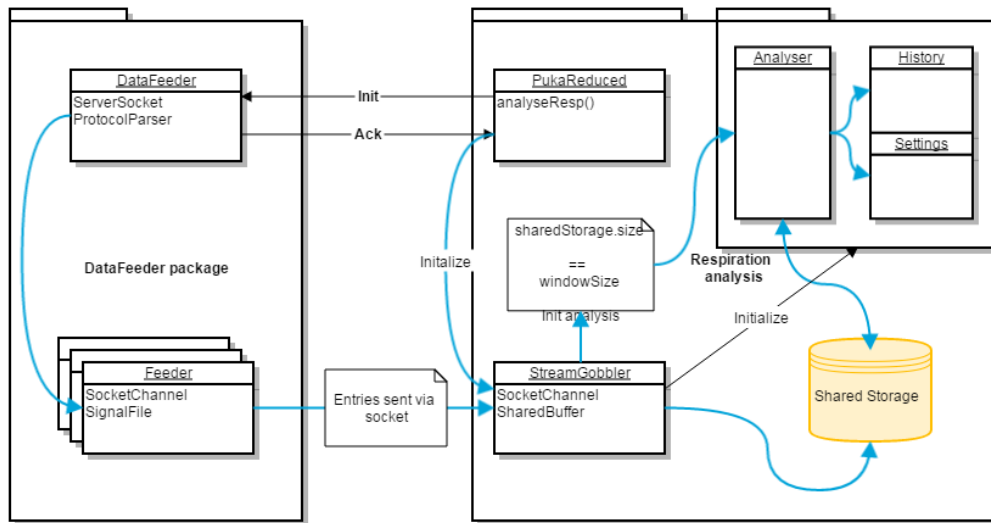 DataFeeder
ServerSocket
ProtocolParser
Init
Ack
PukaReduced
analyseResp()
Analyser
History
Settings
DataFeeder package
Initalize
sharedStorage.size
==
windowSize
Init analysis
Respiration
analysis
Initialize
Feeder
SocketChannel
SignalFile
Entries sent via
socket
StreamGobbler
SocketChannel
SharedBuffer
Shared Storage